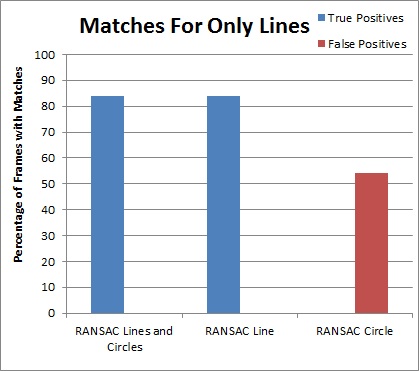 Matches For Only Lines
True Positives
False Positives
Percentage of Frames with Matches
100
90
80
70
60
50
40
30
20
10
0
RANSAC Lines and
Circles
RANSAC Line
RANSAC Circle